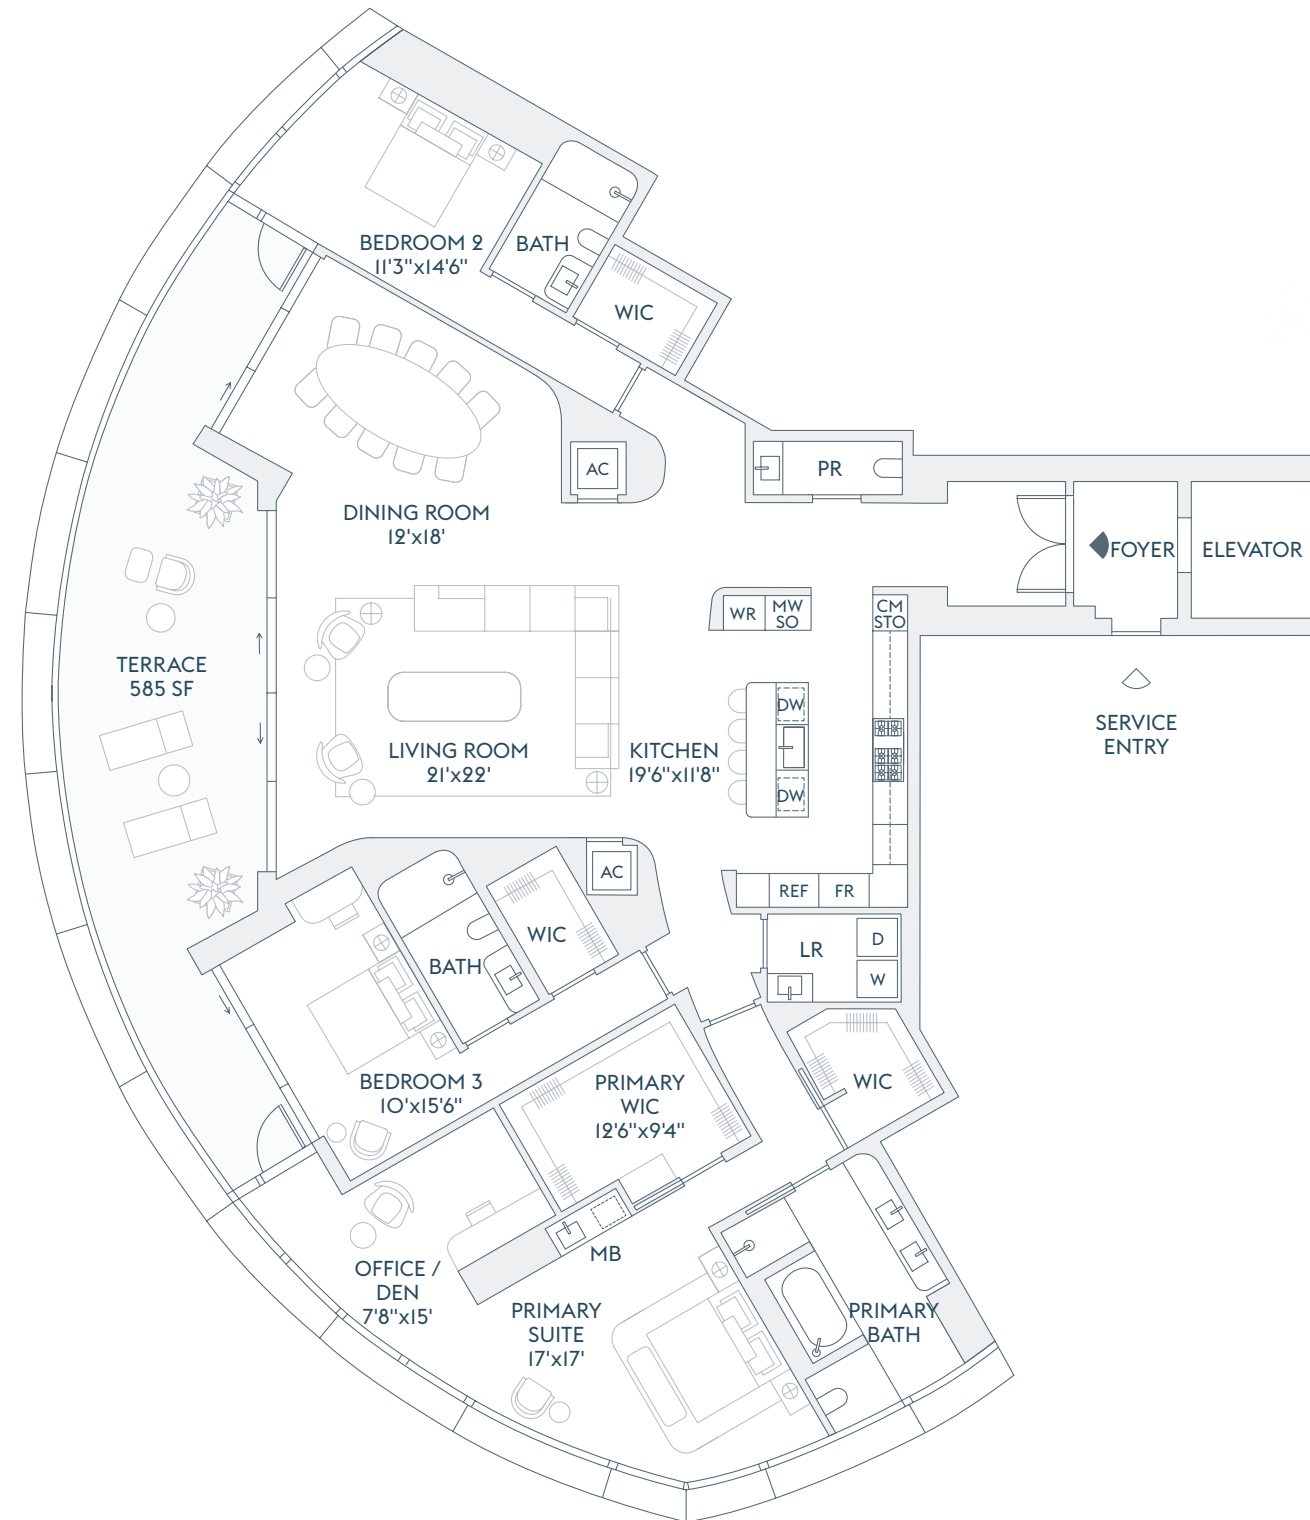 BEDROOM 2
11'3"x14'6"
BATH
WIC
AC
PR
DINING ROOM
12'x18'
FOYER
ELEVATOR
WR
MW
SO
CM
STO
TERRACE
585 SF
DW
SERVICE
ENTRY
LIVING ROOM
21'x22'
KITCHEN
19'6"x11'8"
DW
AC
REF
FR
WIC
BATH
LR
D
W
BEDROOM 3
10'x15'6"
PRIMARY
WIC
12'6"x9'4"
WIC
MB
OFFICE /
DEN
7'8"x15'
PRIMARY
SUITE
17'x17'
PRIMARY
BATH